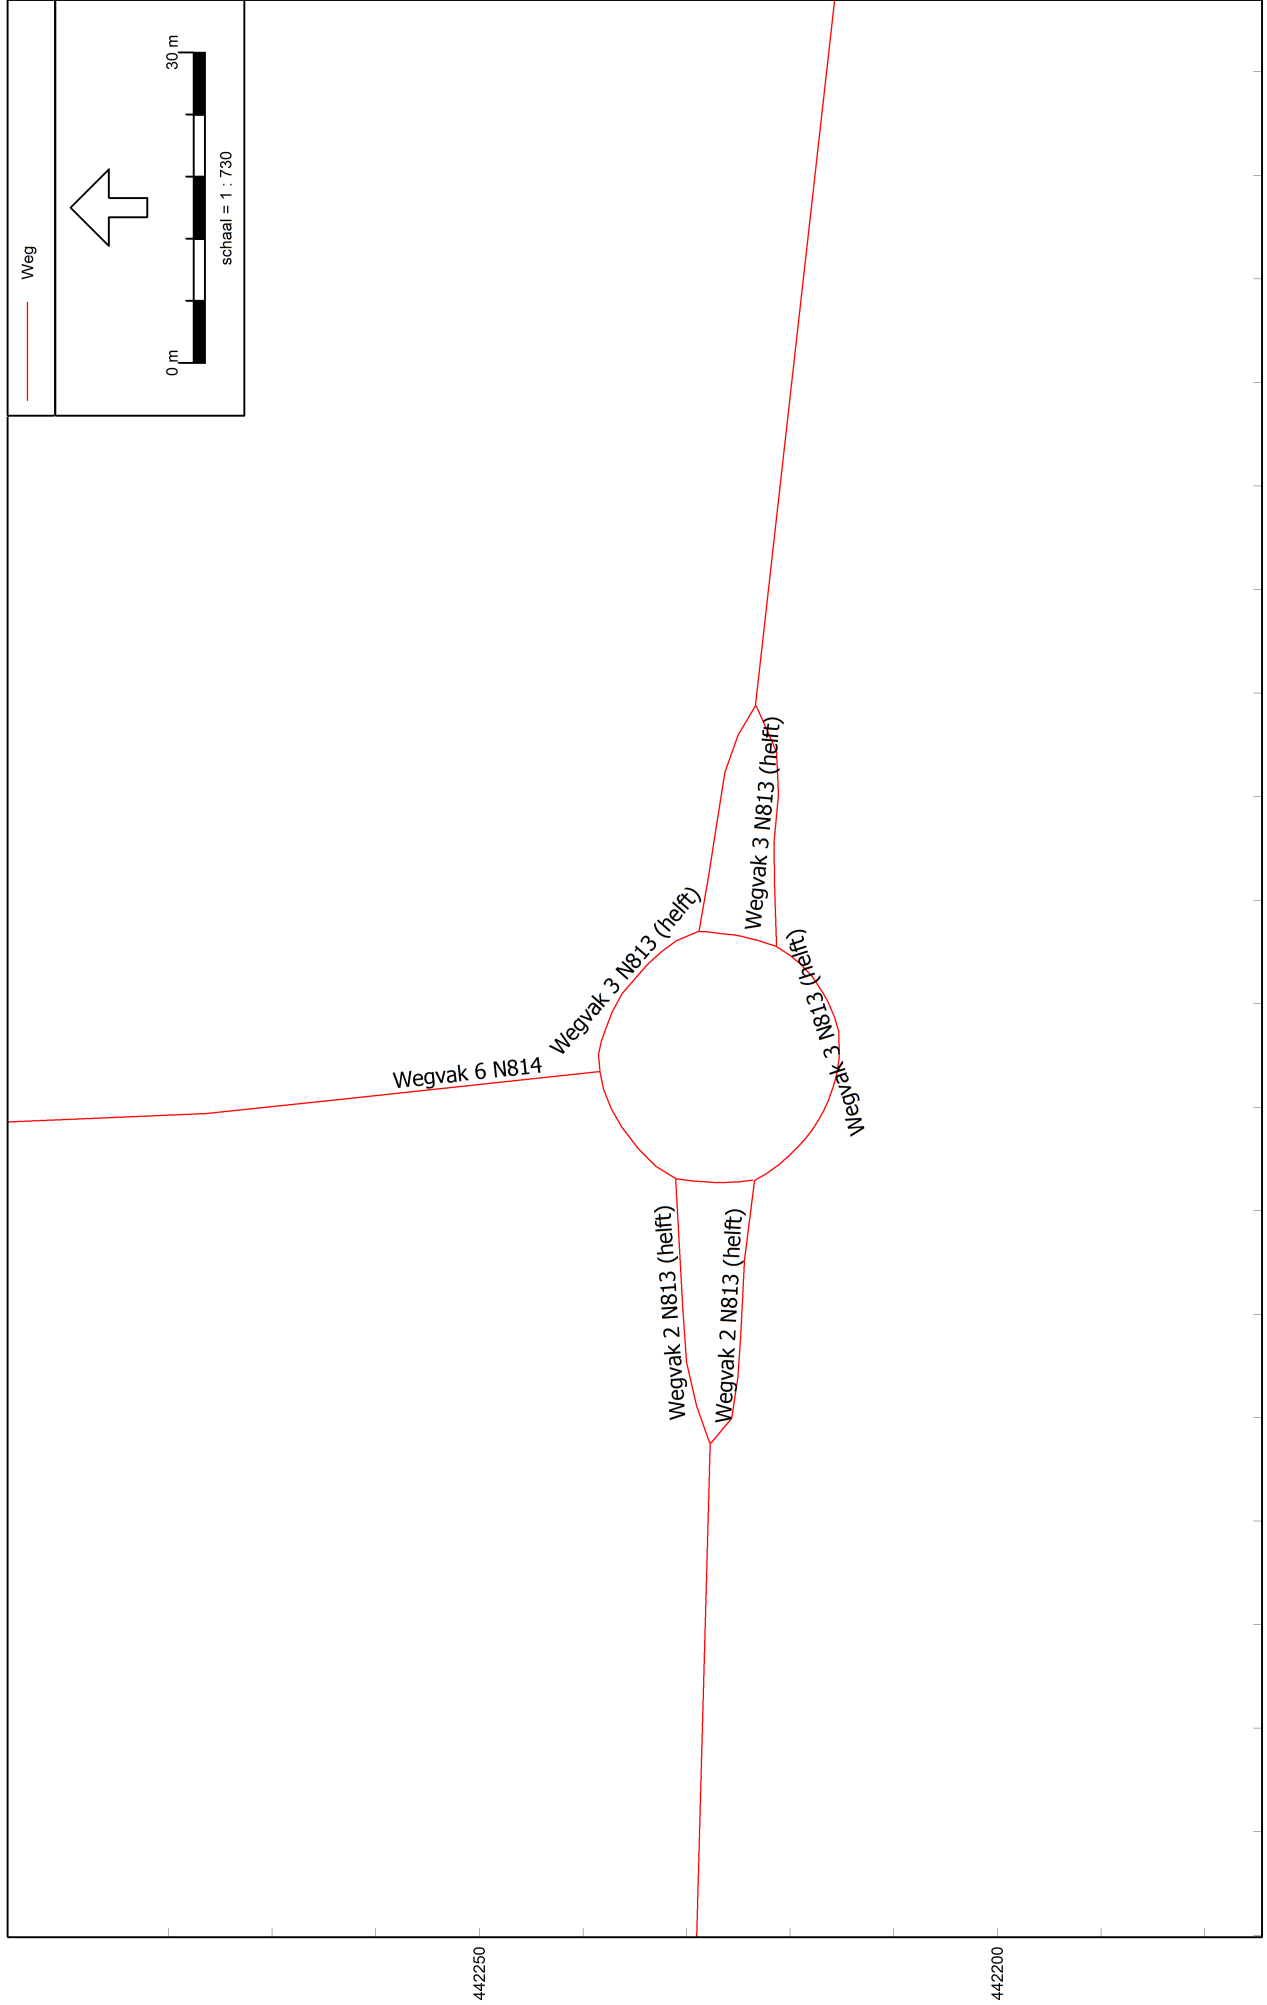 Weg
0 m
30 m
schaal = 1 : 730
Wegvak 6 N814
Wegvak 3 N813 (helft)
Wegvak 3 N813 (helft)
Wegvak 3 N813 (helft)
Wegvak 2 N813 (helft)
Wegvak 2 N813 (helft)
442250
442200